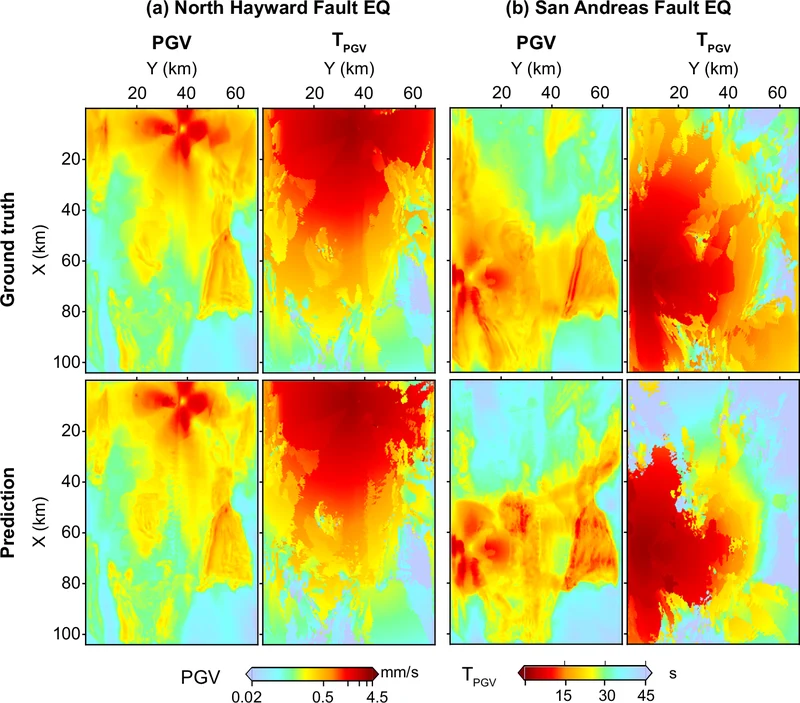 (a) North Hayward Fault EQ (b) San Andreas Fault EQ
PGV TPGV PGV TPGV
Y (km) Y (km) Y (km) Y (km)
20 40 60 20 40 60 20 40 60 20 40 60
Ground truth
X (km)
20
40
60
80
100
Prediction
X (km)
20
40
60
80
100
PGV 0.02 0.5 4.5 mm/s
TPGV 15 30 45 s